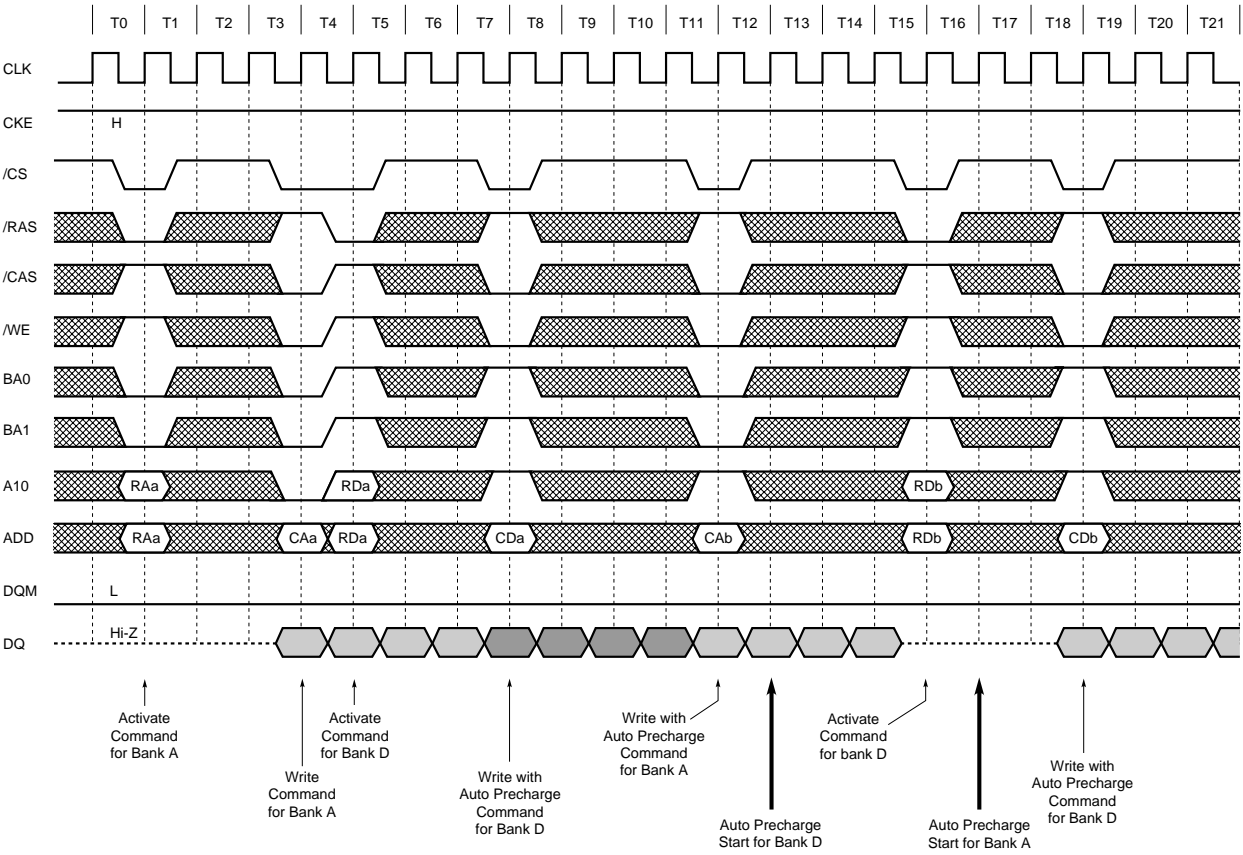 T0 T1 T2 T3 T4 T5 T6 T7 T8 T9 T10 T11 T12 T13 T14 T15 T16 T17 T18 T19 T20 T21
CLK
CKE H
/CS
/RAS
/CAS
/WE
BA0
BA1
A10 RAa RDa RDb
ADD RAa CAa RDa CDa CAb RDb CDb
DQM L
DQ Hi-Z
Activate
Command
for Bank A
Write
Command
for Bank A
Activate
Command
for Bank D
Write with
Auto Precharge
Command
for Bank D
Write with
Auto Precharge
Command
for Bank A
Auto Precharge
Start for Bank D
Activate
Command
for bank D
Auto Precharge
Start for Bank A
Write with
Auto Precharge
Command
for Bank D